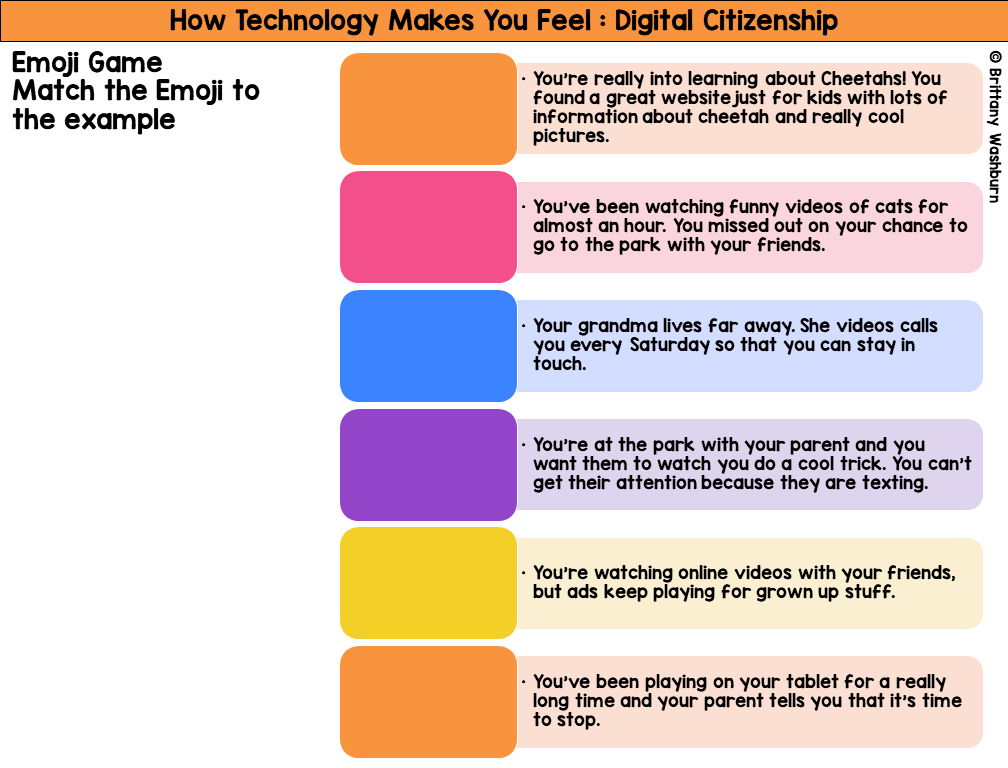 How Technology Makes You Feel : Digital Citizenship
Emoji Game
Match the Emoji to
the example
© Brittany Washburn
• You're really into learning about Cheetahs! You
found a great website just for kids with lots of
information about cheetah and really cool
pictures.
• You've been watching funny videos of cats for
almost an hour. You missed out on your chance to
go to the park with your friends.
• Your grandma lives far away. She videos calls
you every Saturday so that you can stay in
touch.
• You're at the park with your parent and you
want them to watch you do a cool trick. You can't
get their attention because they are texting.
• You're watching online videos with your friends,
but ads keep playing for grown up stuff.
• You've been playing on your tablet for a really
long time and your parent tells you that it's time
to stop.